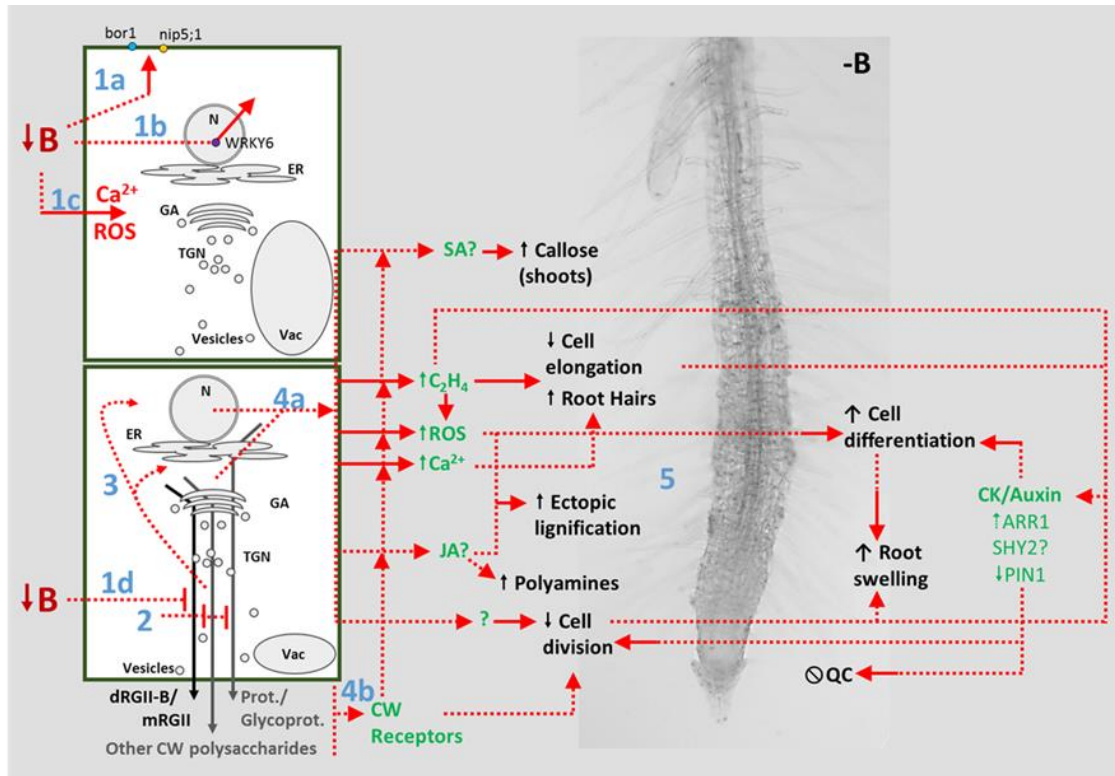 bor1 nip5;1
1a
1b
N
WRKY6
↓B
ER
1c
Ca²⁺
ROS
GA
TGN
Vesicles
Vac
N
4a
ER
3
GA
TGN
1d
↓B
2
Vesicles
Vac
dRGII-B/
mRGII
Prot./
Glycoprot.
Other CW polysaccharides
4b
CW
Receptors
SA?
↑ Callose
(shoots)
↑C₂H₄
↓ Cell
elongation
↑ Root Hairs
↑ROS
↑Ca²⁺
↑ Ectopic
lignification
JA?
↑ Polyamines
?
↓ Cell
division
-B
5
↑ Cell
differentiation
↑ Root
swelling
CK/Auxin
↑ARR1
SHY2?
↓PIN1
QC